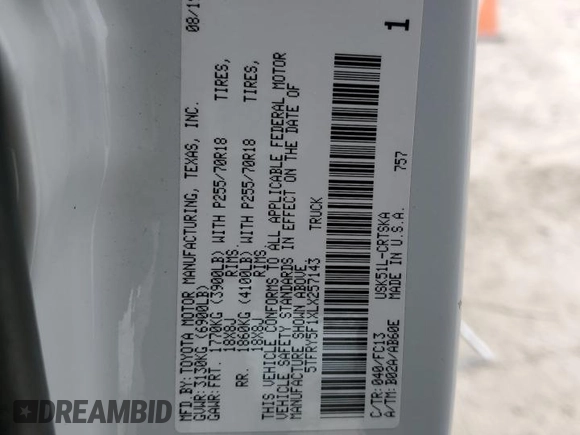 MFD.BY: TOYOTA MOTOR MANUFACTURING, TEXAS, INC. 08/19
GVWR: 3130KG (6900LB)
GAWR: FRT. 1770KG (3900LB) WITH P255/70R18 TIRES,
18X8J RIMS,
RR. 1860KG (4100LB) WITH P255/70R18 TIRES,
18X8J RIMS,
THIS VEHICLE CONFORMS TO ALL APPLICABLE FEDERAL MOTOR
VEHICLE SAFETY STANDARDS IN EFFECT ON THE DATE OF
MANUFACTURE SHOWN ABOVE.
5TFRY5F1XLX257143 TRUCK
C/TR: 040/FC13 USK51L-CRTSKA
A/TM: B02A/AB60E MADE IN U.S.A. 757
1
DREAMBID